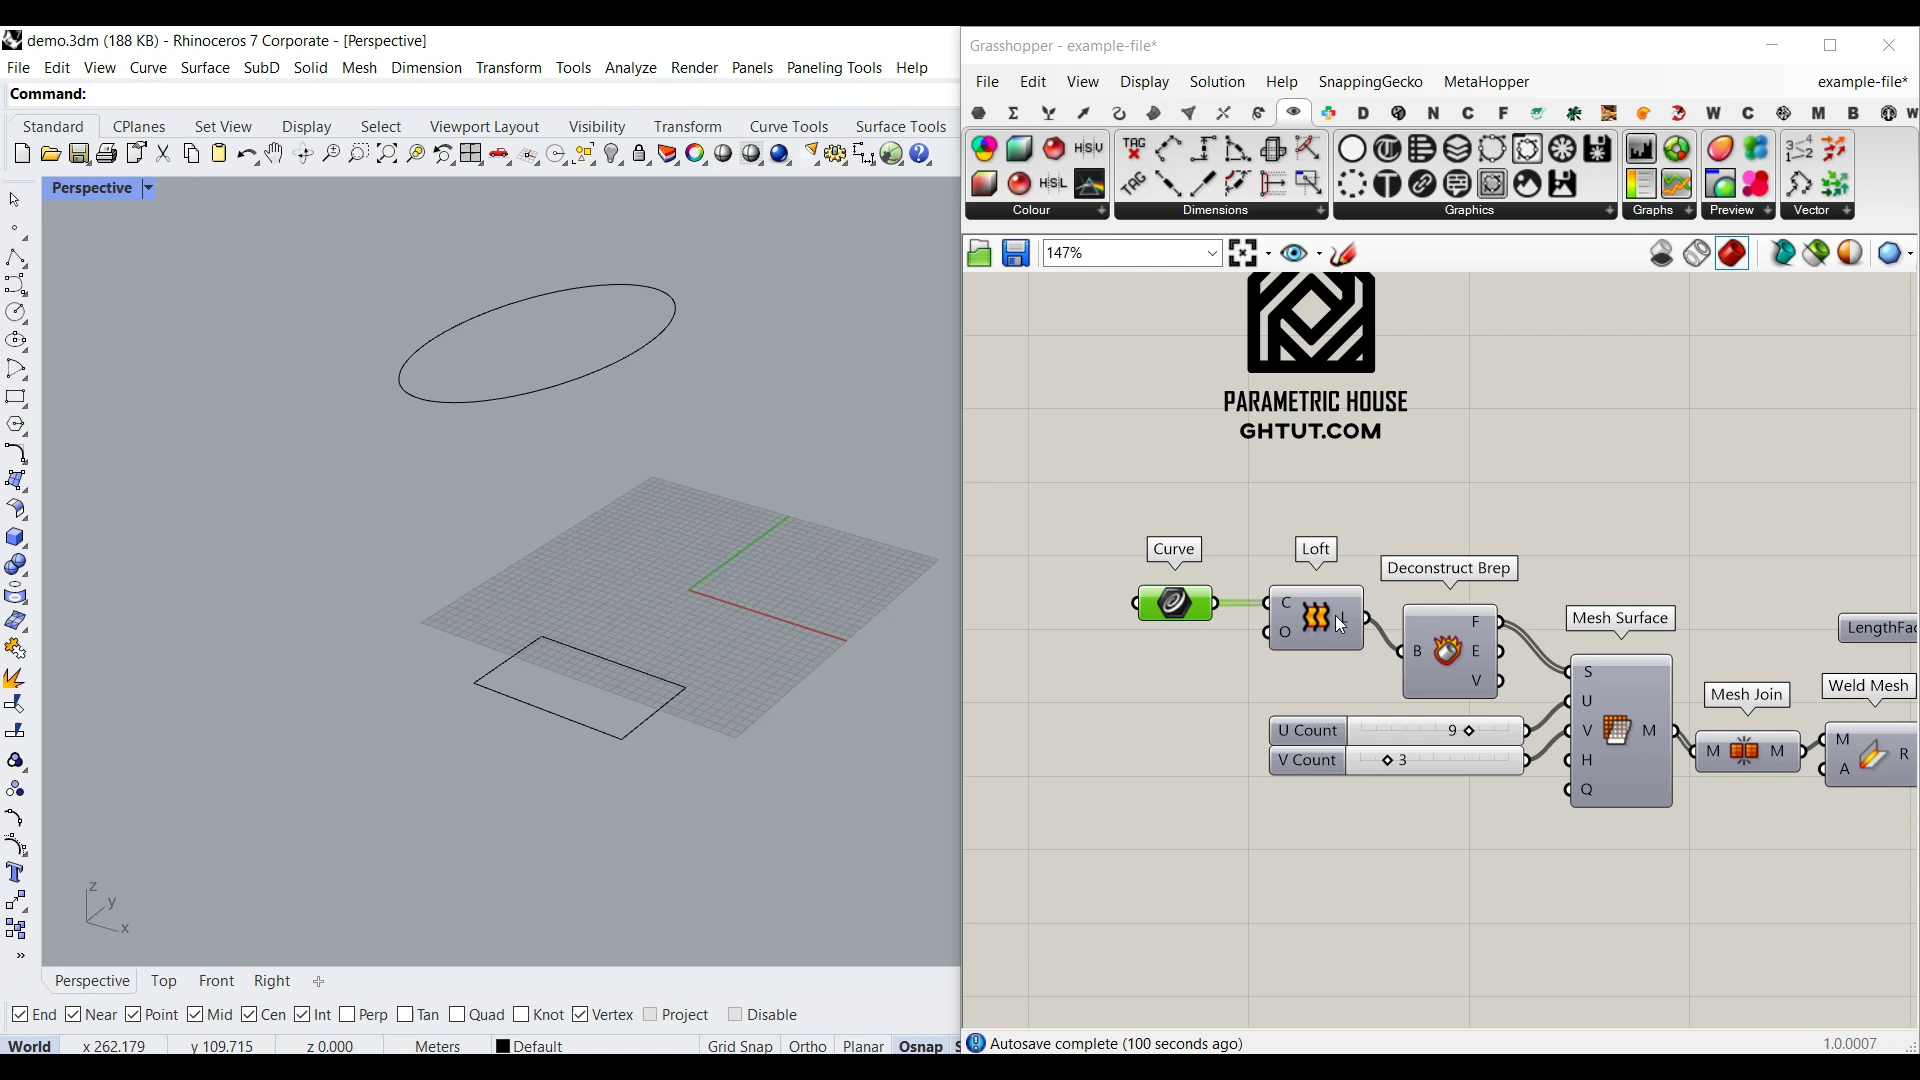 demo.3dm (188 KB) - Rhinoceros 7 Corporate - [Perspective]
File Edit View Curve Surface SubD Solid Mesh Dimension Transform Tools Analyze Render Panels Paneling Tools Help
Command:
Standard CPlanes Set View Display Select Viewport Layout Visibility Transform Curve Tools Surface Tools
Perspective
z
y
x
Perspective Top Front Right
End Near Point Mid Cen Int Perp Tan Quad Knot Vertex Project Disable
World x 262.179 y 109.715 z 0.000 Meters Default Grid Snap Ortho Planar Osnap S
Grasshopper - example-file*
File Edit View Display Solution Help SnappingGecko MetaHopper example-file*
D N C F W C M B W
H S V TAG
H S L TAG
Colour Dimensions Graphics Graphs Preview Vector
147%
PARAMETRIC HOUSE
GHTUT.COM
Curve Loft
Deconstruct Brep
C
O
L
B F
E
V
Mesh Surface
LengthFac
S
U
V M
H
Q
Mesh Join
Weld Mesh
U Count 9
V Count 3
M M
M
A
R
Autosave complete (100 seconds ago) 1.0.0007